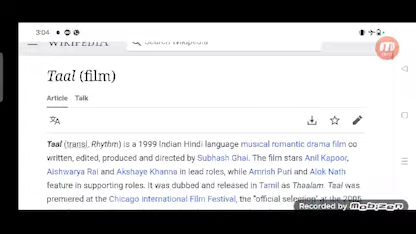 3:04
WIKIPEDIA
Search Wikipedia
Taal (film)
Article Talk
Taal (transl. Rhythm) is a 1999 Indian Hindi language musical romantic drama film co
written, edited, produced and directed by Subhash Ghai. The film stars Anil Kapoor,
Aishwarya Rai and Akshaye Khanna in lead roles, while Amrish Puri and Alok Nath
feature in supporting roles. It was dubbed and released in Tamil as Thaalam. Taal was
premered at the Chicago International Film Festival, the "official selection" at the 2005
Recorded by mobizen